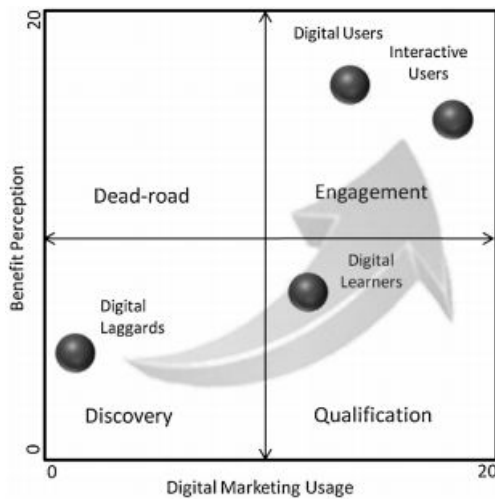 20
Digital Users
Interactive
Users
Dead-road
Engagement
Benefit Perception
Digital
Learners
Digital
Laggards
Discovery
Qualification
0
0
20
Digital Marketing Usage